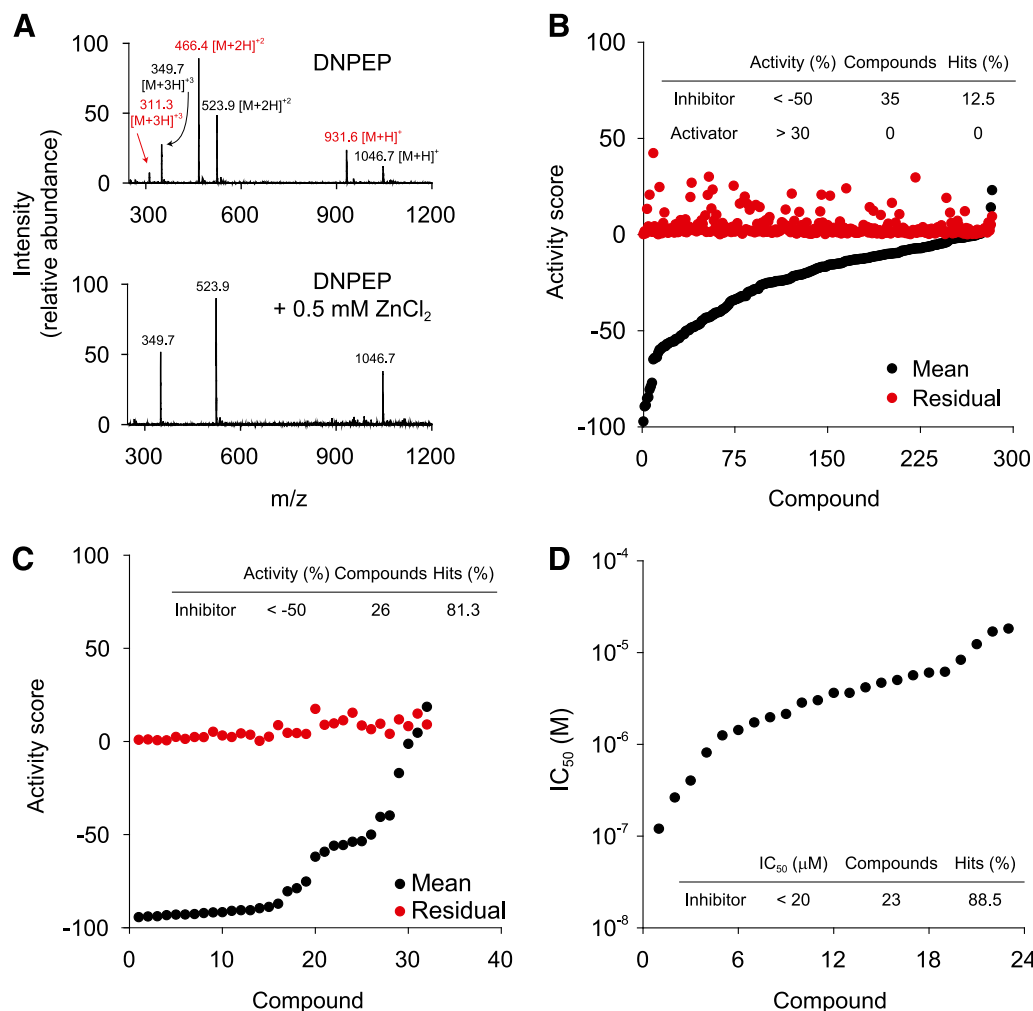 A
100
50
0
Intensity
(relative abundance)
466.4 [M+2H]⁺²
DNPEP
349.7
[M+3H]⁺³
311.3
[M+3H]⁺³
523.9 [M+2H]⁺²
931.6 [M+H]⁺
1046.7 [M+H]⁺
300 600 900 1200
100
50
0
DNPEP
+ 0.5 mM ZnCl₂
523.9
349.7
1046.7
300 600 900 1200
m/z
B
100
50
0
-50
-100
Activity score
Activity (%) Compounds Hits (%)
Inhibitor < -50 35 12.5
Activator > 30 0 0
Mean
Residual
0 75 150 225 300
Compound
C
100
50
0
-50
-100
Activity score
Activity (%) Compounds Hits (%)
Inhibitor < -50 26 81.3
Mean
Residual
0 10 20 30 40
Compound
D
10⁻⁴
10⁻⁵
10⁻⁶
10⁻⁷
10⁻⁸
IC₅₀ (M)
IC₅₀ (μM) Compounds Hits (%)
Inhibitor < 20 23 88.5
0 6 12 18 24
Compound